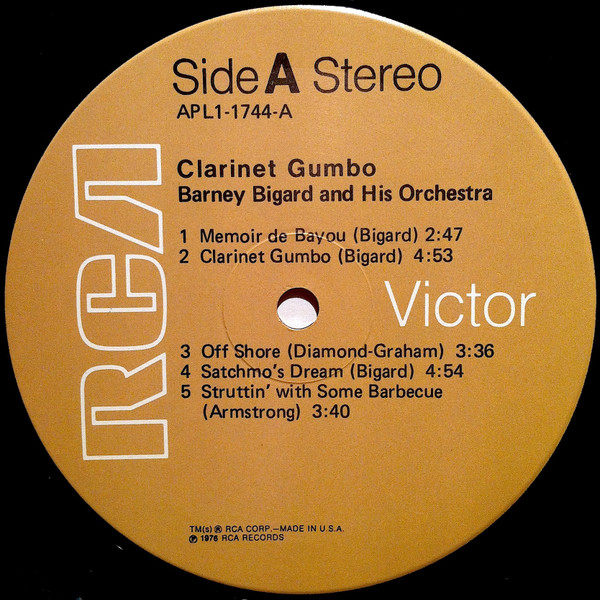 Side A Stereo
APL1-1744-A
Clarinet Gumbo
Barney Bigard and His Orchestra
1 Memoir de Bayou (Bigard) 2:47
2 Clarinet Gumbo (Bigard) 4:53
RCA
Victor
3 Off Shore (Diamond-Graham) 3:36
4 Satchmo's Dream (Bigard) 4:54
5 Struttin' with Some Barbecue
(Armstrong) 3:40
TM(s) ® RCA CORP.—MADE IN U.S.A.
℗ 1976 RCA RECORDS